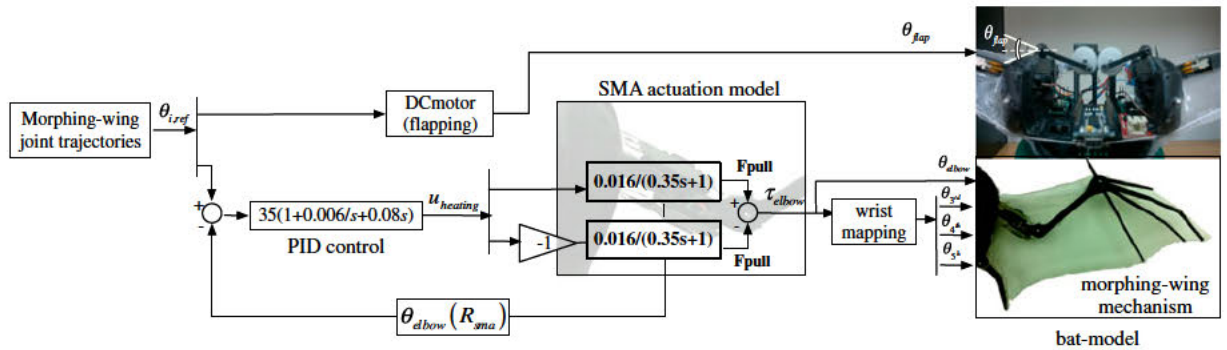 θflap
θflap
SMA actuation model
Morphing-wing
joint trajectories
θi,ref
DCmotor
(flapping)
+
-
35(1+0.006/s+0.08s)
PID control
uheating
-1
0.016/(0.35s+1)
Fpull
0.016/(0.35s+1)
Fpull
+
-
τelbow
wrist
mapping
θelbow
θ3rd
θ4th
θ5th
θelbow (Rsma)
morphing-wing
mechanism
bat-model